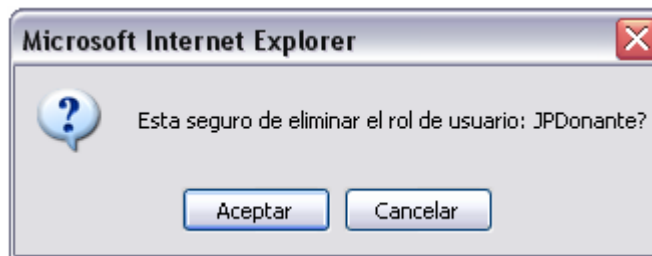 Microsoft Internet Explorer
Esta seguro de eliminar el rol de usuario: JPDonante?
Aceptar
Cancelar